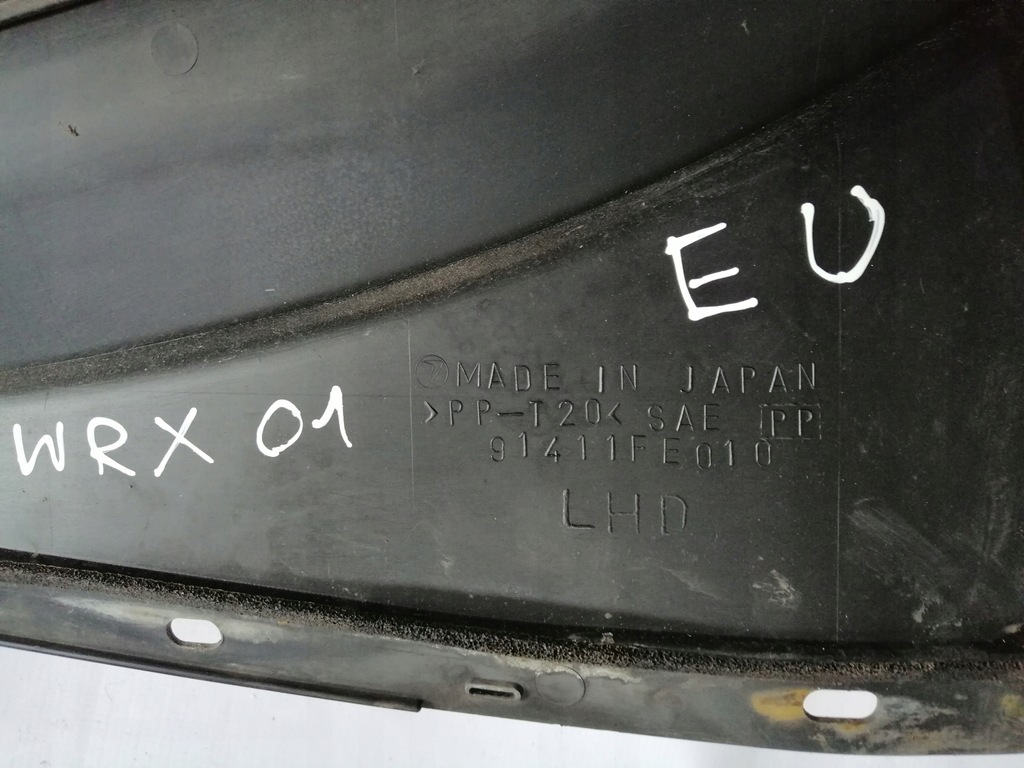 EU
MADE IN JAPAN
>PP-T20< SAE PP
91411FE010
LHD
WRX 01